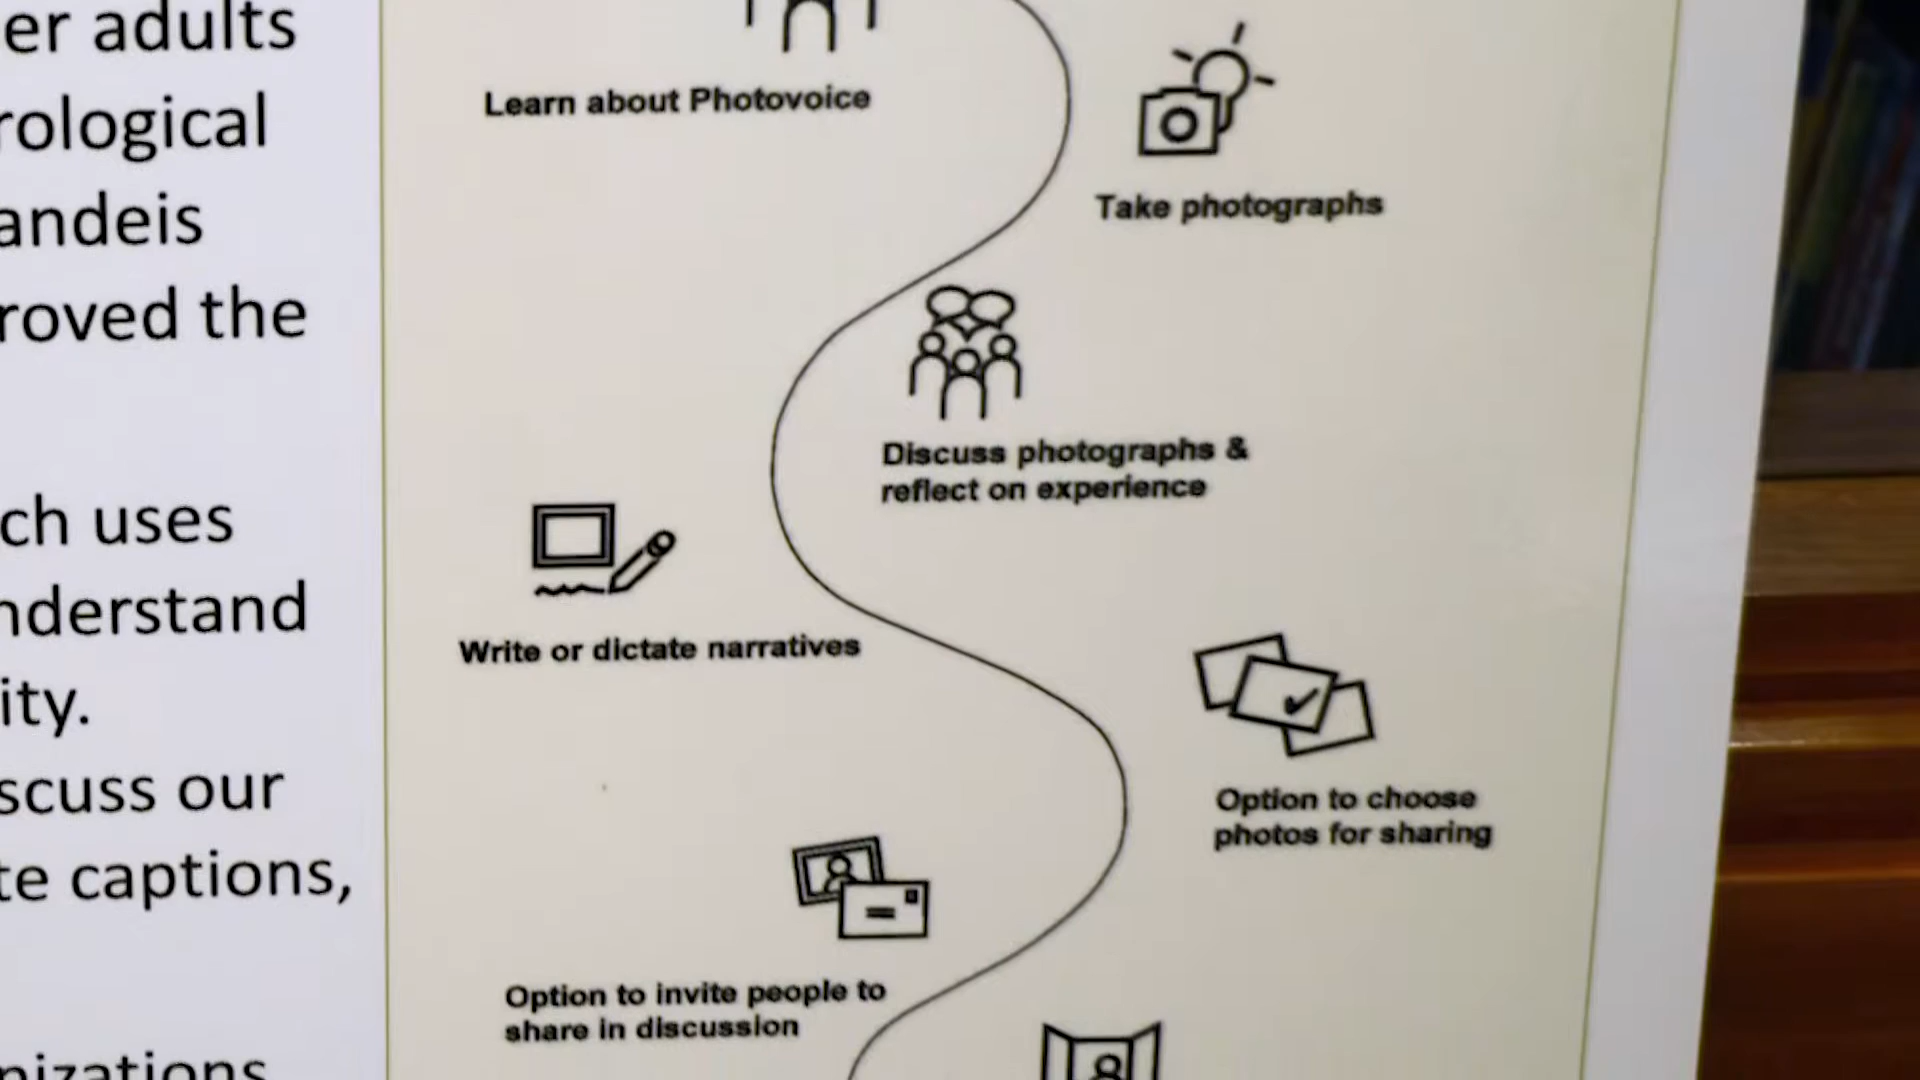 er adults
rological
andeis
roved the
ch uses
nderstand
ity.
scuss our
te captions,
nizations
Learn about Photovoice
Take photographs
Discuss photographs &
reflect on experience
Write or dictate narratives
Option to choose
photos for sharing
Option to invite people to
share in discussion